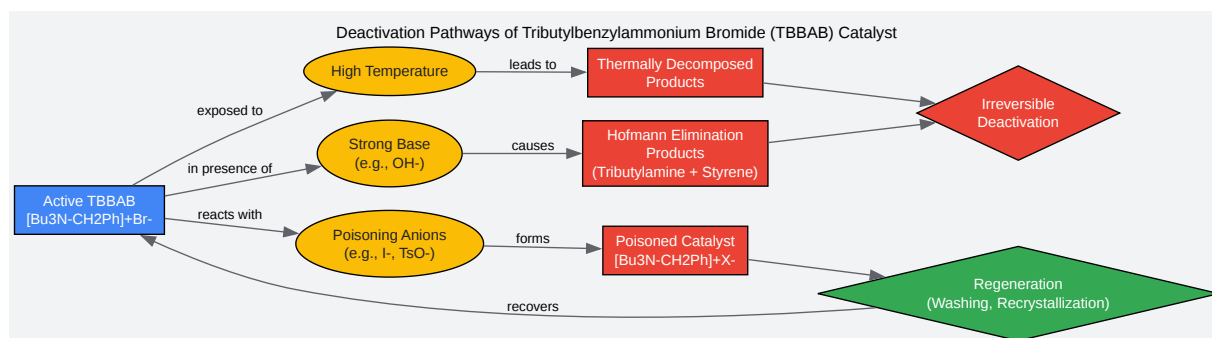 Deactivation Pathways of Tributylbenzylammonium Bromide (TBBAB) Catalyst
High Temperature
leads to
Thermally Decomposed
Products
Irreversible
Deactivation
exposed to
Strong Base
(e.g., OH-)
causes
Hofmann Elimination
Products
(Tributylamine + Styrene)
in presence of
Active TBBAB
[Bu3N-CH2Ph]+Br-
reacts with
Poisoning Anions
(e.g., I-, TsO-)
forms
Poisoned Catalyst
[Bu3N-CH2Ph]+X-
Regeneration
(Washing, Recrystallization)
recovers